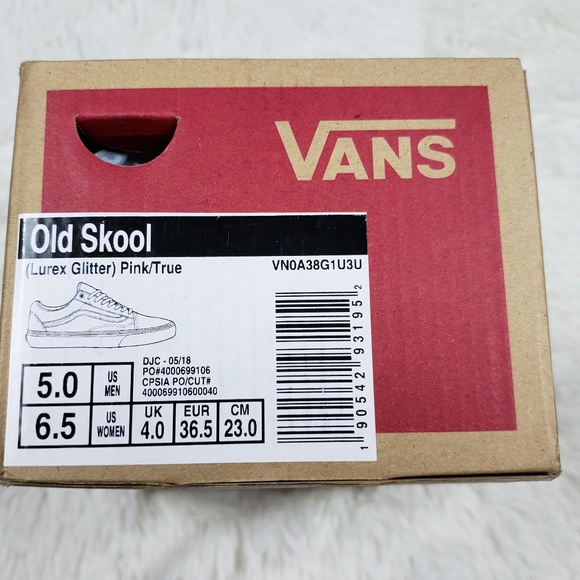 VANS
Old Skool
(Lurex Glitter) Pink/True
VN0A38G1U3U
DJC - 05/18
PO#4000699106
CPSIA PO/CUT#
400069910600040
5.0 US MEN
6.5 US WOMEN
UK 4.0
EUR 36.5
CM 23.0
1 90542 93195 2